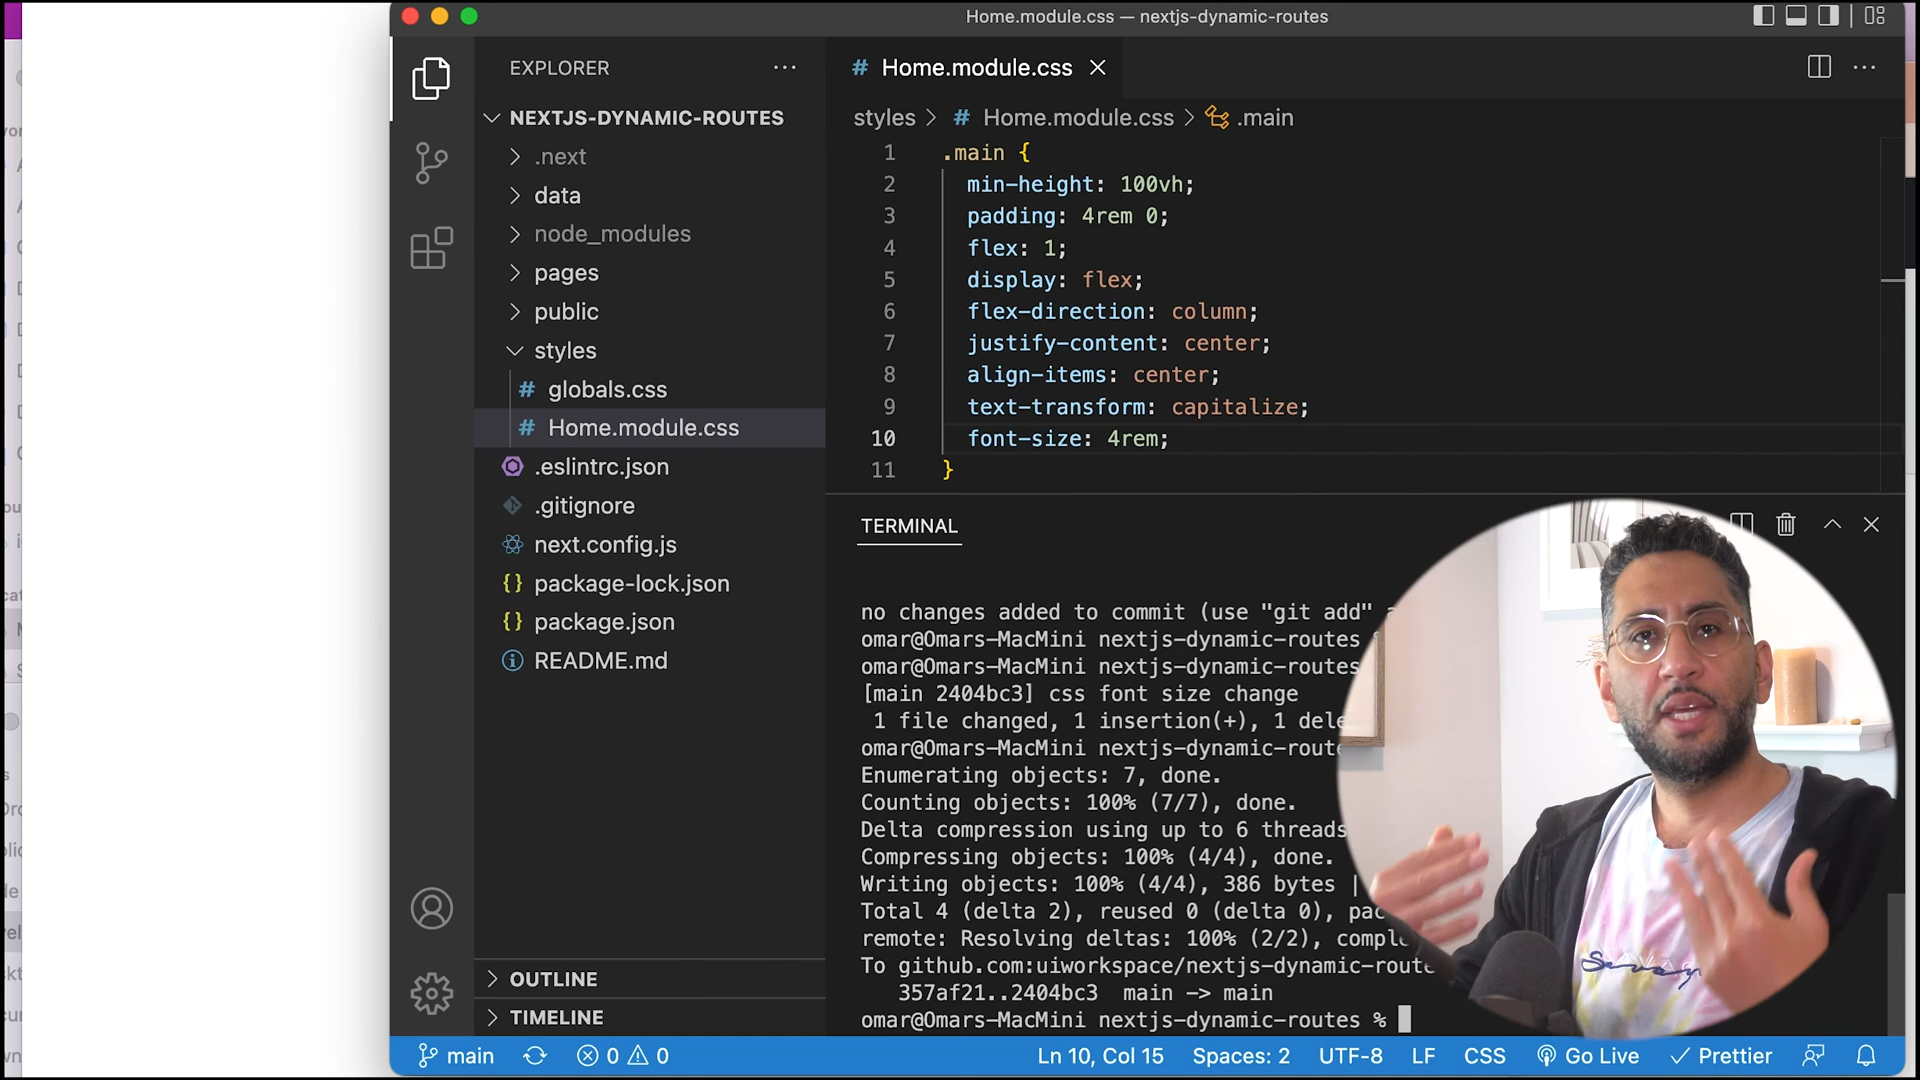 Home.module.css — nextjs-dynamic-routes
EXPLORER
NEXTJS-DYNAMIC-ROUTES
.next
data
node_modules
pages
public
styles
# globals.css
# Home.module.css
.eslintrc.json
.gitignore
next.config.js
{} package-lock.json
{} package.json
README.md
OUTLINE
TIMELINE
# Home.module.css
styles > # Home.module.css > .main
1 .main {
2 min-height: 100vh;
3 padding: 4rem 0;
4 flex: 1;
5 display: flex;
6 flex-direction: column;
7 justify-content: center;
8 align-items: center;
9 text-transform: capitalize;
10 font-size: 4rem;
11 }
TERMINAL
no changes added to commit (use "git add"
omar@Omars-MacMini nextjs-dynamic-routes
omar@Omars-MacMini nextjs-dynamic-routes
[main 2404bc3] css font size change
1 file changed, 1 insertion(+), 1 dele
omar@Omars-MacMini nextjs-dynamic-route
Enumerating objects: 7, done.
Counting objects: 100% (7/7), done.
Delta compression using up to 6 threads
Compressing objects: 100% (4/4), done.
Writing objects: 100% (4/4), 386 bytes |
Total 4 (delta 2), reused 0 (delta 0), pac
remote: Resolving deltas: 100% (2/2), comple
To github.com:uiworkspace/nextjs-dynamic-route
357af21..2404bc3 main -> main
omar@Omars-MacMini nextjs-dynamic-routes %
main
0
0
Ln 10, Col 15
Spaces: 2
UTF-8
LF
CSS
Go Live
Prettier